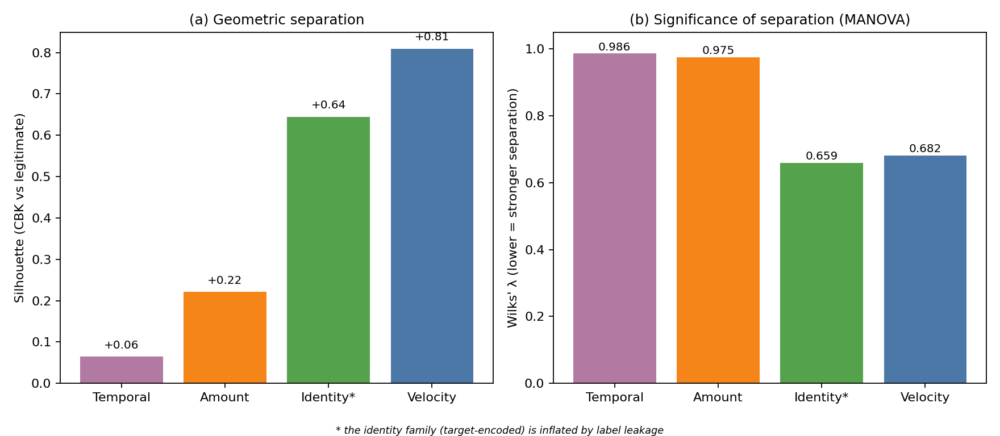 (a) Geometric separation
Silhouette (CBK vs legitimate)
0.8
0.7
0.6
0.5
0.4
0.3
0.2
0.1
0.0
+0.06
+0.22
+0.64
+0.81
Temporal
Amount
Identity*
Velocity
(b) Significance of separation (MANOVA)
Wilks' λ (lower = stronger separation)
1.0
0.8
0.6
0.4
0.2
0.0
0.986
0.975
0.659
0.682
Temporal
Amount
Identity*
Velocity
* the identity family (target-encoded) is inflated by label leakage